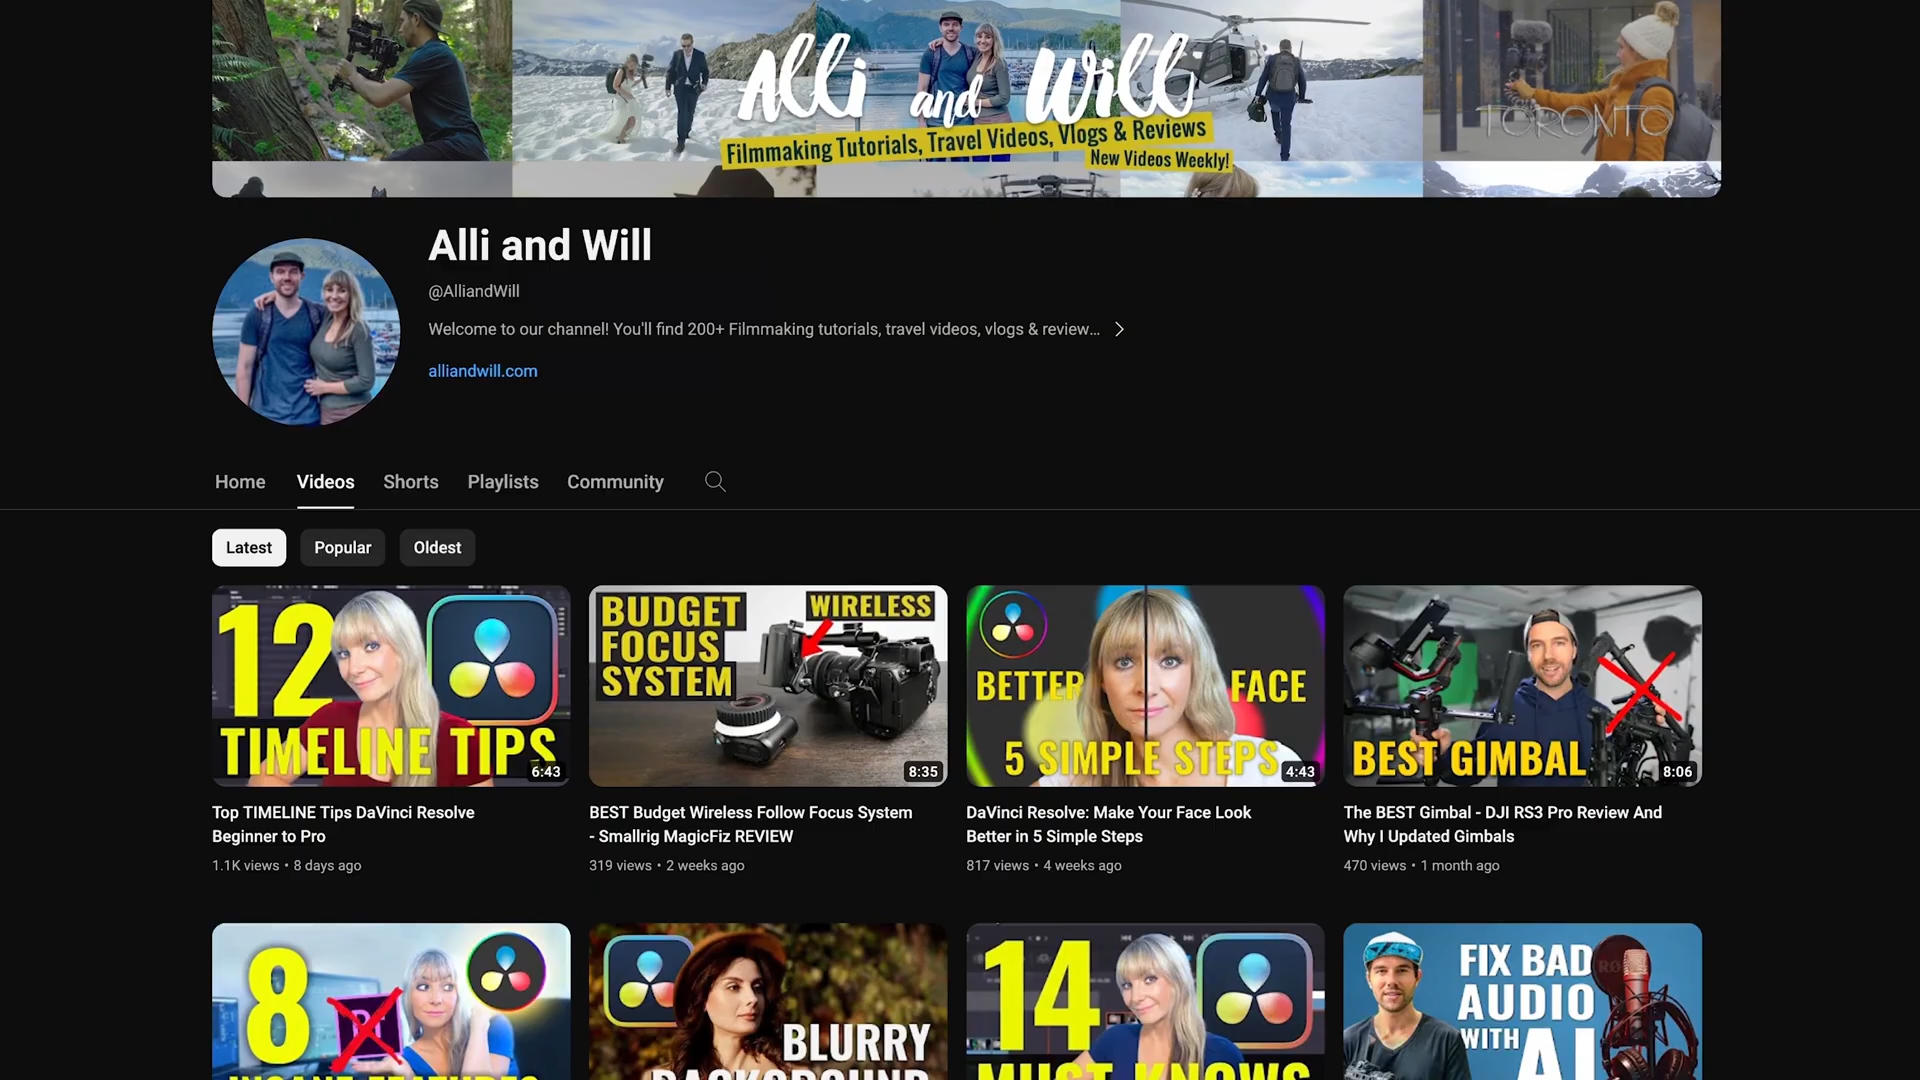 Alli and Will
Filmmaking Tutorials, Travel Videos, Vlogs & Reviews
New Videos Weekly!
TORONTO
Alli and Will
@AlliandWill
Welcome to our channel! You'll find 200+ Filmmaking tutorials, travel videos, vlogs & review...
alliandwill.com
Home Videos Shorts Playlists Community
Latest Popular Oldest
12
TIMELINE TIPS
6:43
BUDGET
FOCUS
SYSTEM
WIRELESS
8:35
BETTER FACE
5 SIMPLE STEPS
4:43
BEST GIMBAL
8:06
Top TIMELINE Tips DaVinci Resolve
Beginner to Pro
1.1K views • 8 days ago
BEST Budget Wireless Follow Focus System
- Smallrig MagicFiz REVIEW
319 views • 2 weeks ago
DaVinci Resolve: Make Your Face Look
Better in 5 Simple Steps
817 views • 4 weeks ago
The BEST Gimbal - DJI RS3 Pro Review And
Why I Updated Gimbals
470 views • 1 month ago
8
INSANE FEATURES
BLURRY
BACKGROUND
14
MUST KNOWS
FIX BAD
AUDIO
WITH AI